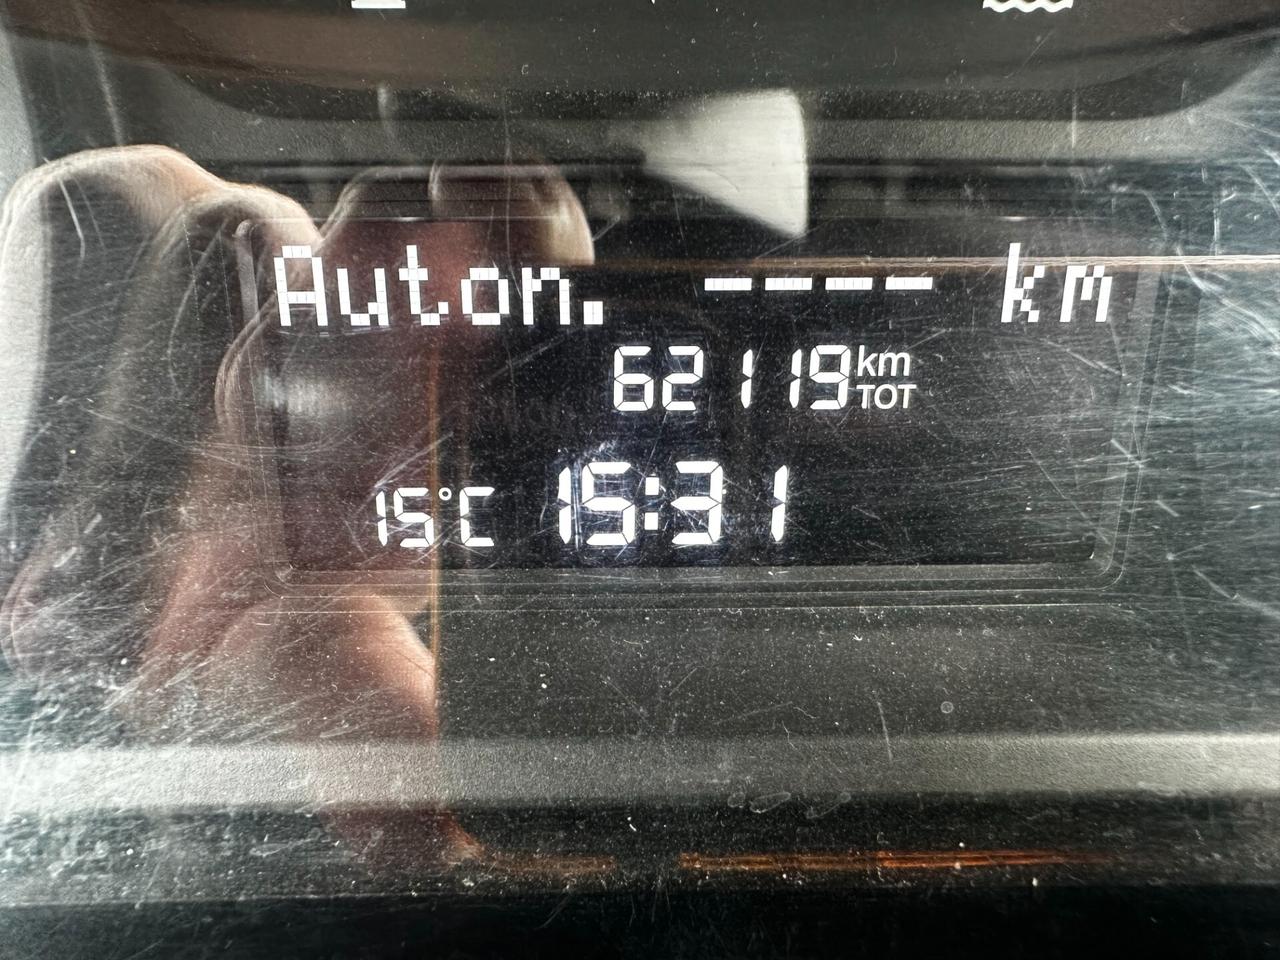 Auton. ---- km
62119 km TOT
15°C 15:31